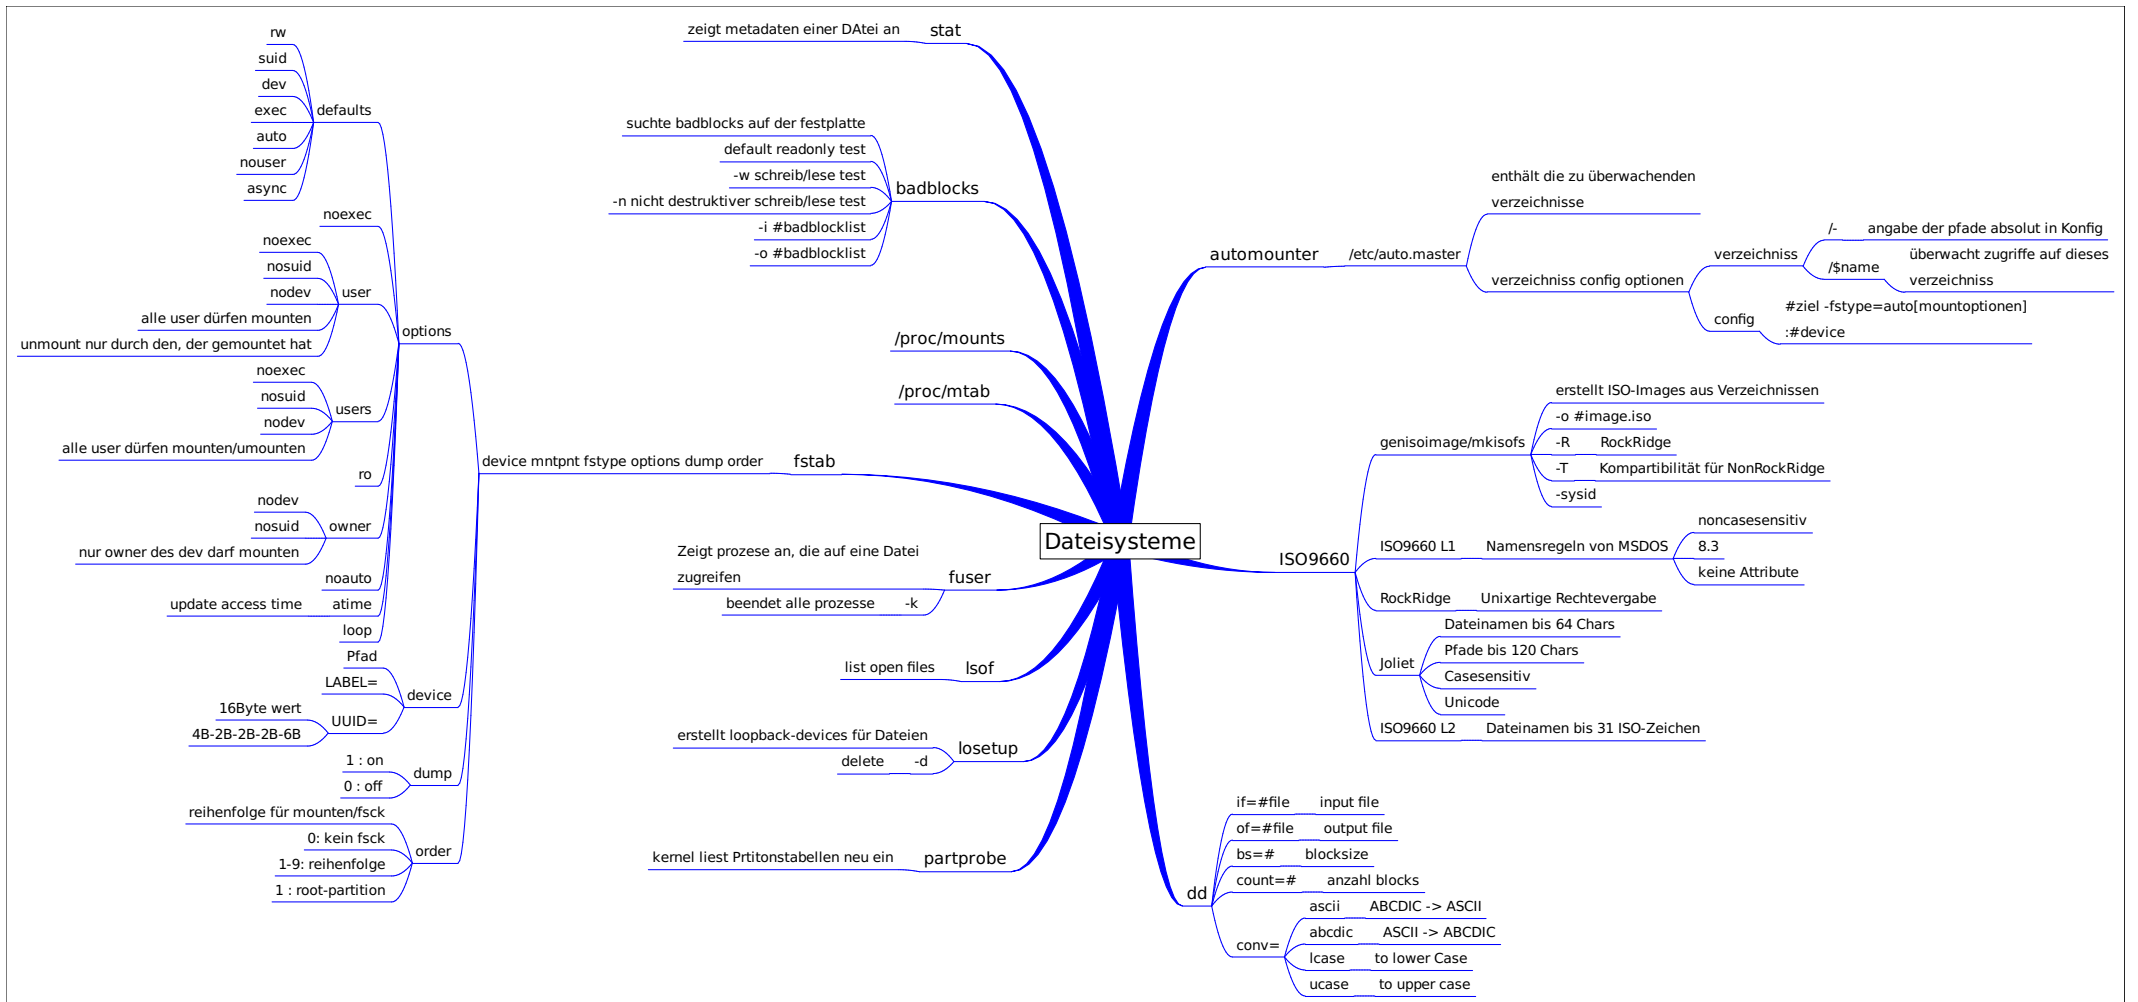 Dateisysteme
stat
zeigt metadaten einer DAtei an
badblocks
suchte badblocks auf der festplatte
default readonly test
-w schreib/lese test
-n nicht destruktiver schreib/lese test
-i #badblocklist
-o #badblocklist
/proc/mounts
/proc/mtab
fstab
device mntpnt fstype options dump order
options
defaults
rw
suid
dev
exec
auto
nouser
async
noexec
user
noexec
nosuid
nodev
alle user dürfen mounten
unmount nur durch den, der gemountet hat
users
noexec
nosuid
nodev
alle user dürfen mounten/umounten
ro
owner
nodev
nosuid
nur owner des dev darf mounten
noauto
atime
update access time
loop
device
Pfad
LABEL=
UUID=
16Byte wert
4B-2B-2B-2B-6B
dump
1 : on
0 : off
order
reihenfolge für mounten/fsck
0: kein fsck
1-9: reihenfolge
1 : root-partition
fuser
Zeigt prozese an, die auf eine Datei
zugreifen
-k
beendet alle prozesse
lsof
list open files
losetup
erstellt loopback-devices für Dateien
-d
delete
partprobe
kernel liest Prtitonstabellen neu ein
automounter
/etc/auto.master
enthält die zu überwachenden
verzeichnisse
verzeichniss config optionen
verzeichniss
/-
angabe der pfade absolut in Konfig
/$name
überwacht zugriffe auf dieses
verzeichniss
config
#ziel -fstype=auto[mountoptionen]
:#device
ISO9660
genisoimage/mkisofs
erstellt ISO-Images aus Verzeichnissen
-o #image.iso
-R
RockRidge
-T
Kompartibilität für NonRockRidge
-sysid
ISO9660 L1
Namensregeln von MSDOS
noncasesensitiv
8.3
keine Attribute
RockRidge
Unixartige Rechtevergabe
Joliet
Dateinamen bis 64 Chars
Pfade bis 120 Chars
Casesensitiv
Unicode
ISO9660 L2
Dateinamen bis 31 ISO-Zeichen
dd
if=#file
input file
of=#file
output file
bs=#
blocksize
count=#
anzahl blocks
conv=
ascii
ABCDIC -> ASCII
abcdic
ASCII -> ABCDIC
lcase
to lower Case
ucase
to upper case